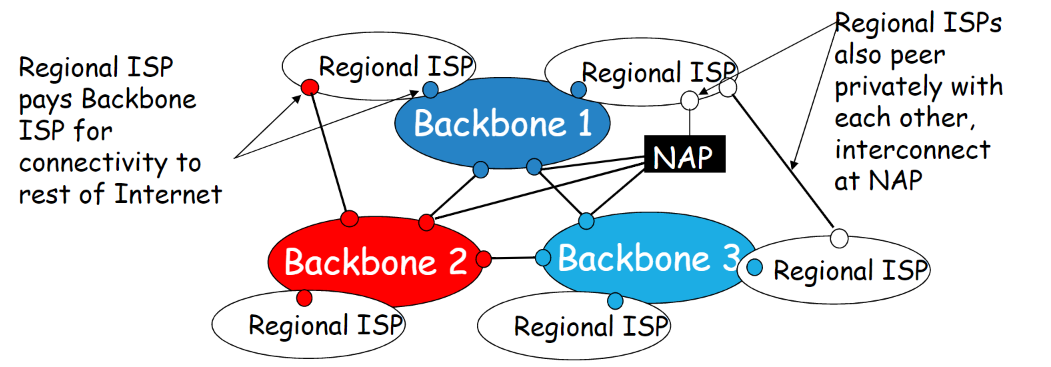 Regional ISP
pays Backbone
ISP for
connectivity to
rest of Internet
Regional ISP
Regional ISP
Regional ISPs
also peer
privately with
each other,
interconnect
at NAP
Backbone 1
NAP
Backbone 2
Backbone 3
Regional ISP
Regional ISP
Regional ISP